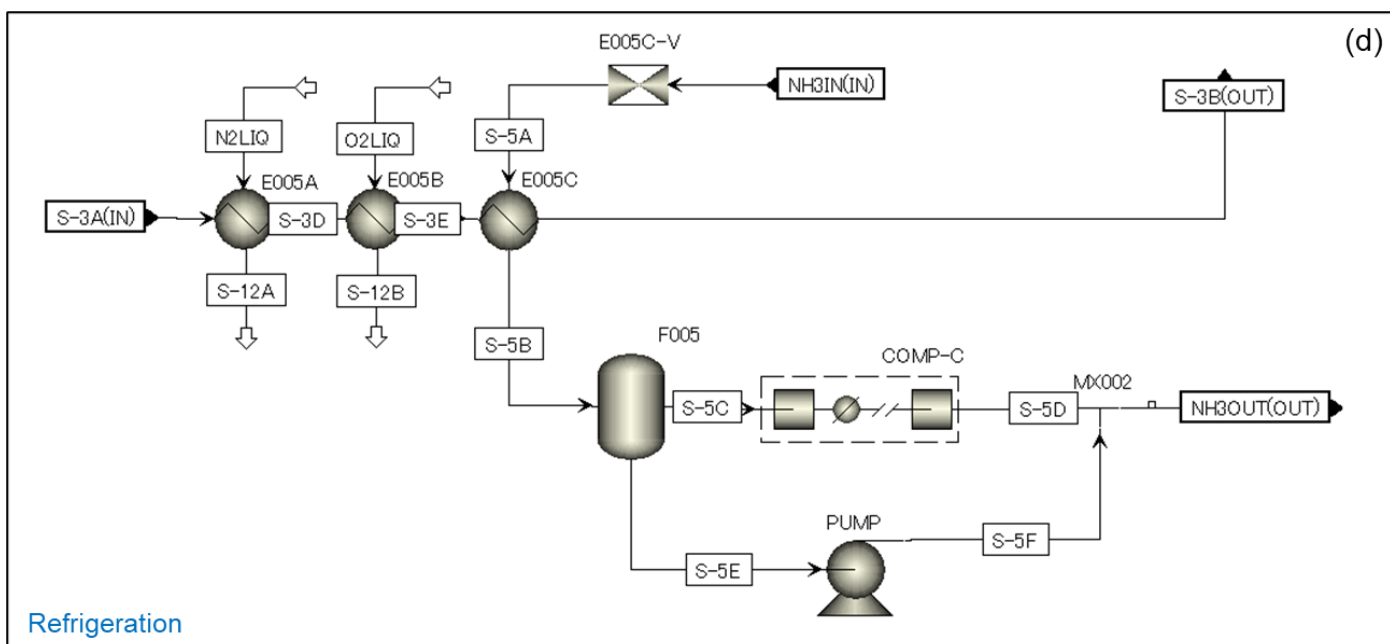 (d)
E005C-V
NH3IN(IN)
S-3B(OUT)
N2LIQ
O2LIQ
S-5A
E005A
E005B
E005C
S-3A(IN)
S-3D
S-3E
S-12A
S-12B
S-5B
F005
COMP-C
MX002
S-5C
S-5D
NH3OUT(OUT)
PUMP
S-5F
S-5E
Refrigeration